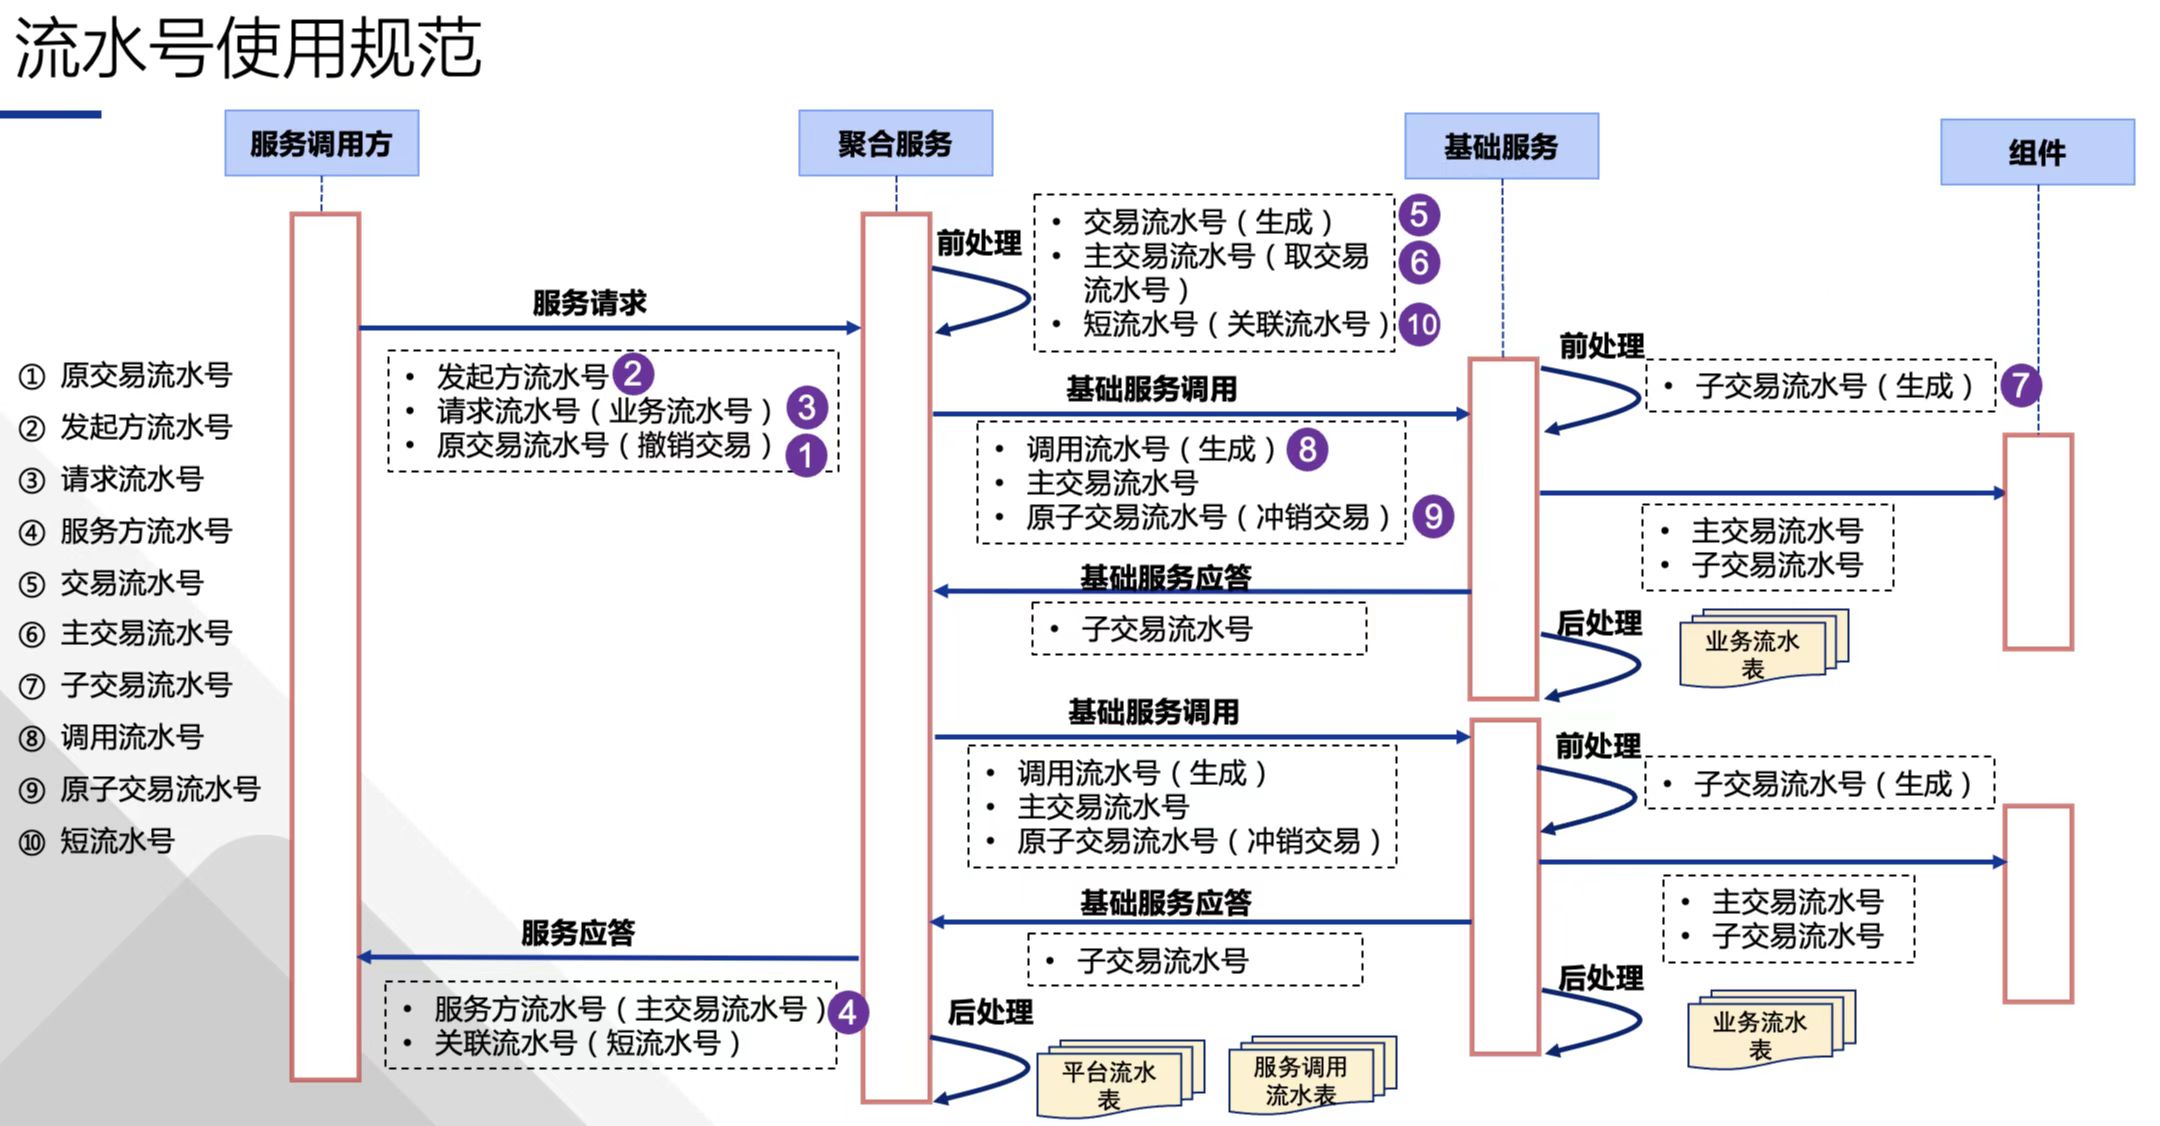 流水号使用规范
服务调用方
聚合服务
基础服务
组件
① 原交易流水号
② 发起方流水号
③ 请求流水号
④ 服务方流水号
⑤ 交易流水号
⑥ 主交易流水号
⑦ 子交易流水号
⑧ 调用流水号
⑨ 原子交易流水号
⑩ 短流水号
服务请求
• 发起方流水号 2
• 请求流水号（业务流水号） 3
• 原交易流水号（撤销交易） 1
前处理
• 交易流水号（生成） 5
• 主交易流水号（取交易 6
流水号）
• 短流水号（关联流水号） 10
基础服务调用
• 调用流水号（生成） 8
• 主交易流水号
• 原子交易流水号（冲销交易） 9
前处理
• 子交易流水号（生成） 7
• 主交易流水号
• 子交易流水号
基础服务应答
• 子交易流水号
后处理
业务流水
表
基础服务调用
• 调用流水号（生成）
• 主交易流水号
• 原子交易流水号（冲销交易）
前处理
• 子交易流水号（生成）
• 主交易流水号
• 子交易流水号
基础服务应答
• 子交易流水号
后处理
业务流水
表
服务应答
• 服务方流水号（主交易流水号） 4
• 关联流水号（短流水号）
后处理
平台流水
表
服务调用
流水表